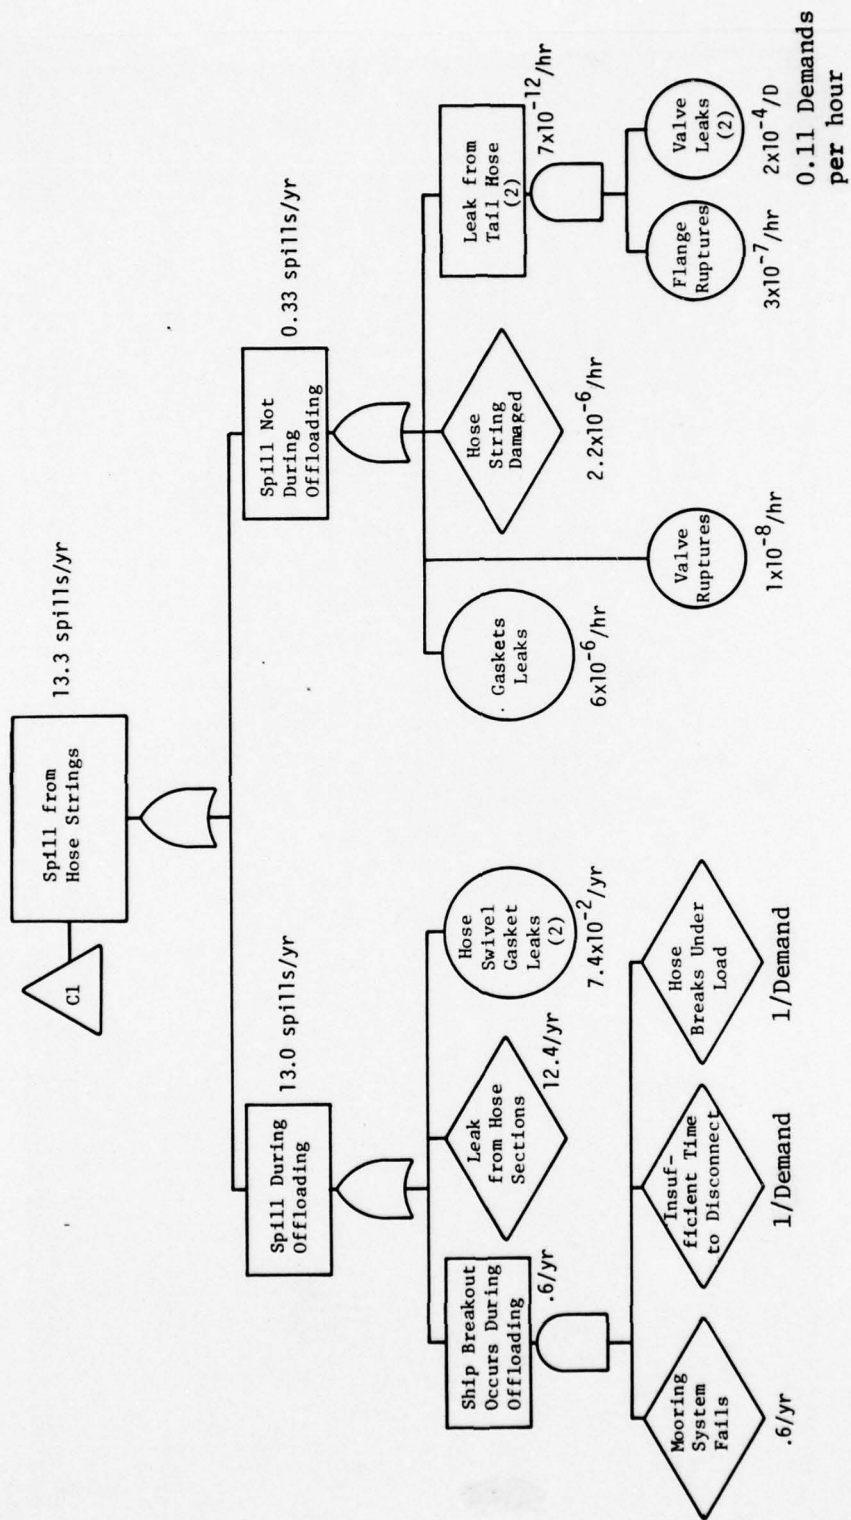 Spill from
Hose Strings
13.3 spills/yr
C1
Spill During
Offloading
13.0 spills/yr
Spill Not
During
Offloading
0.33 spills/yr
Ship Breakout
Occurs During
Offloading
.6/yr
Leak
from Hose
Sections
12.4/yr
Hose
Swivel
Gasket
Leaks
(2)
7.4x10⁻²/yr
Gaskets
Leaks
6x10⁻⁶/hr
Hose
String
Damaged
2.2x10⁻⁶/hr
Leak from
Tail Hose
(2)
7x10⁻¹²/hr
Mooring
System
Fails
.6/yr
Insuf-
ficient Time
to Disconnect
1/Demand
Hose
Breaks Under
Load
1/Demand
Valve
Ruptures
1x10⁻⁸/hr
Flange
Ruptures
3x10⁻⁷/hr
Valve
Leaks
(2)
2x10⁻⁴/D
0.11 Demands
per hour